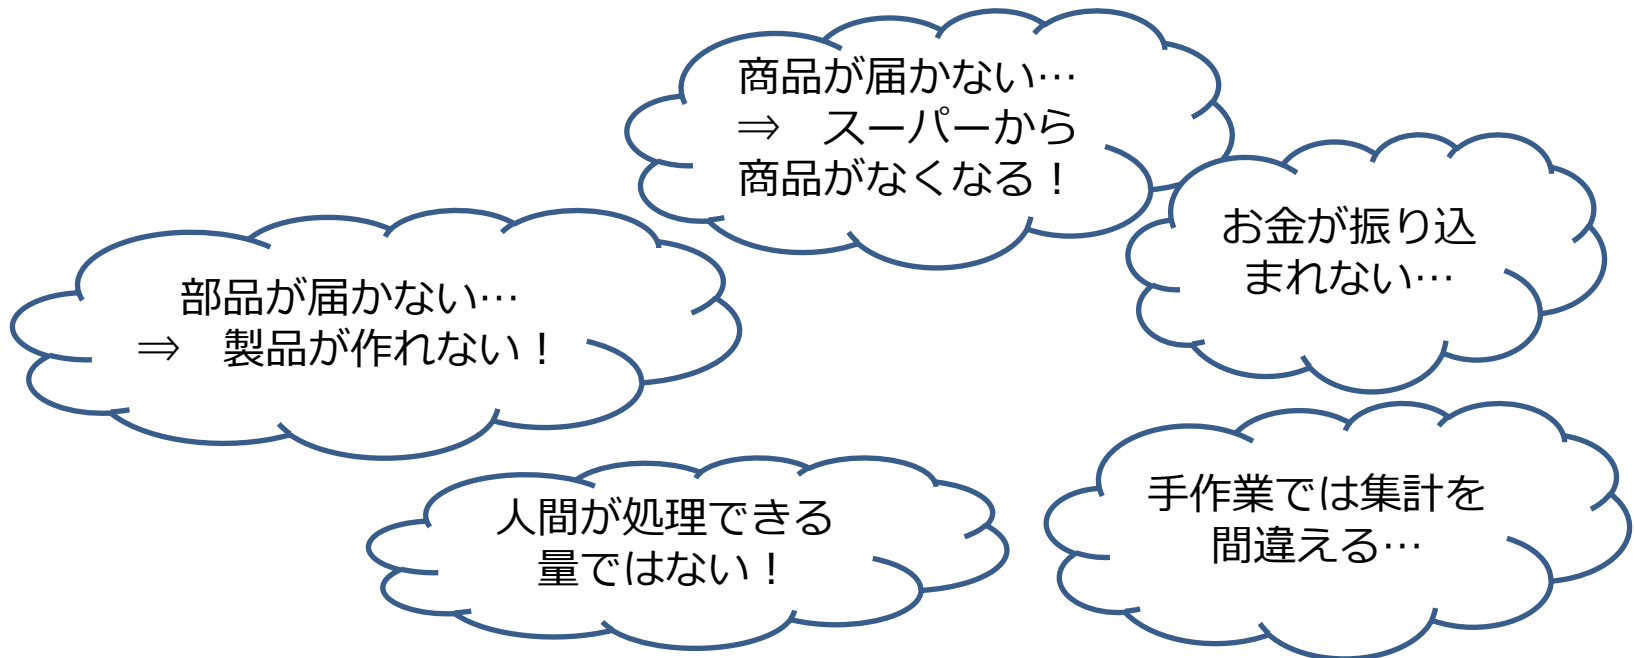 商品が届かない…
⇒　スーパーから
商品がなくなる！
お金が振り込
まれない…
部品が届かない…
⇒　製品が作れない！
人間が処理できる
量ではない！
手作業では集計を
間違える…